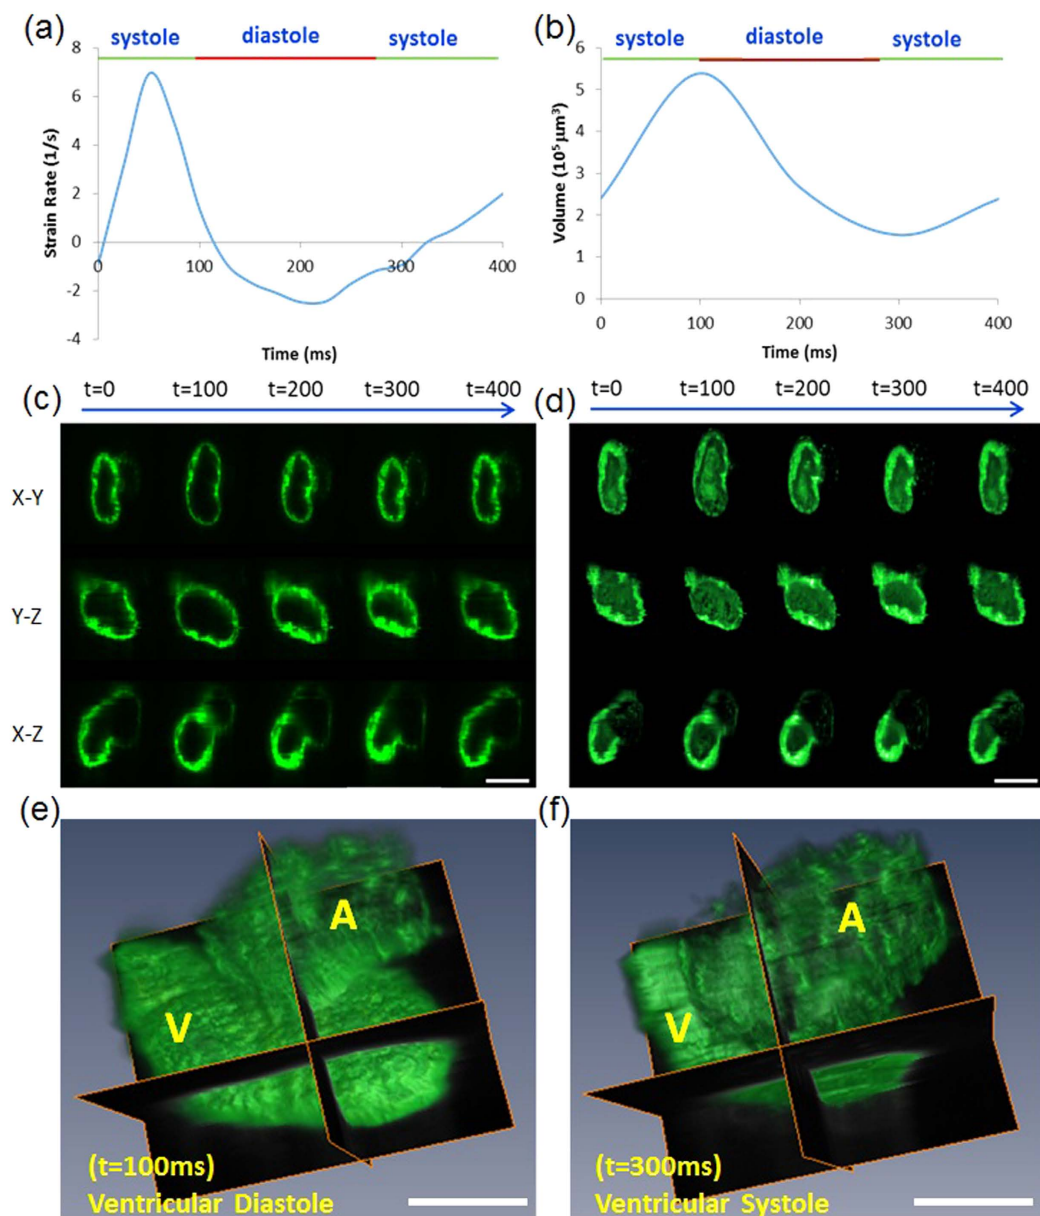 (a)
systole diastole systole
8
6
4
2
0
-2
-4
Strain Rate (1/s)
0 100 200 300 400
Time (ms)
(b)
systole diastole systole
6
5
4
3
2
1
0
Volume (10⁵ µm³)
0 100 200 300 400
Time (ms)
(c)
t=0 t=100 t=200 t=300 t=400
X-Y
Y-Z
X-Z
(d)
t=0 t=100 t=200 t=300 t=400
(e)
A
V
(t=100ms)
Ventricular Diastole
(f)
A
V
(t=300ms)
Ventricular Systole